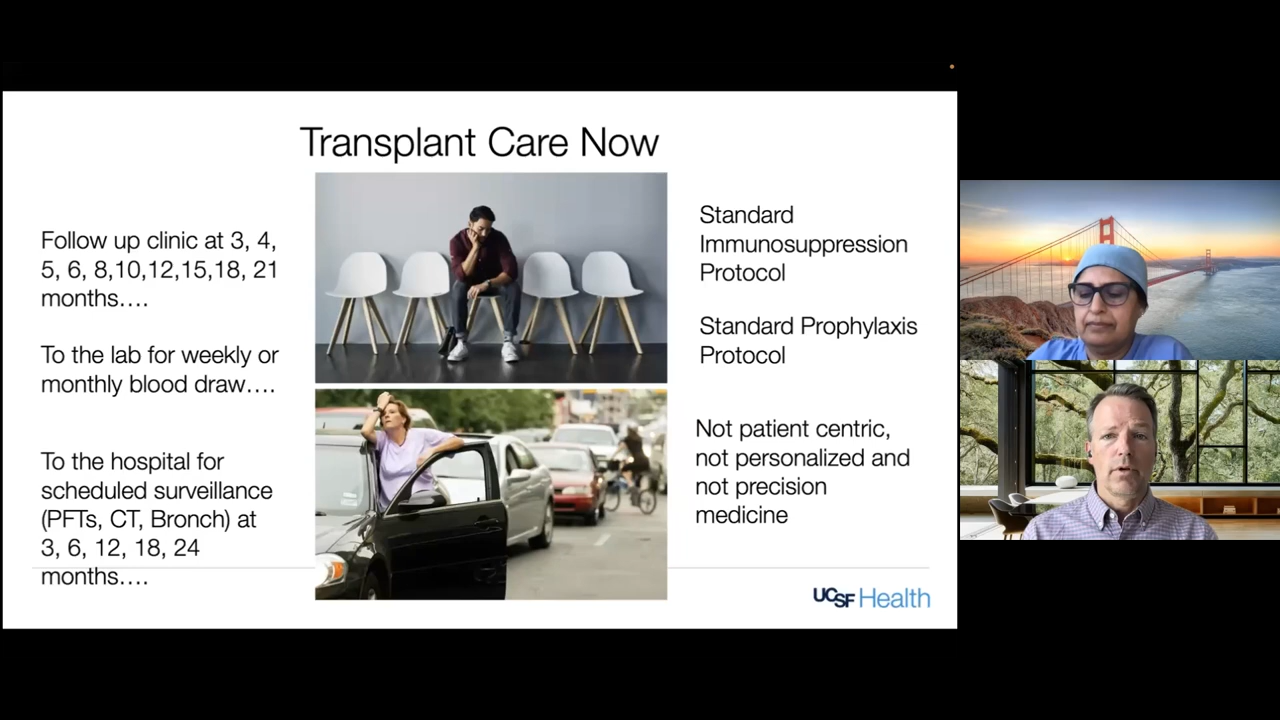 Transplant Care Now
Follow up clinic at 3, 4,
5, 6, 8,10,12,15,18, 21
months….
To the lab for weekly or
monthly blood draw….
To the hospital for
scheduled surveillance
(PFTs, CT, Bronch) at
3, 6, 12, 18, 24
months….
Standard
Immunosuppression
Protocol
Standard Prophylaxis
Protocol
Not patient centric,
not personalized and
not precision
medicine
UCSF Health